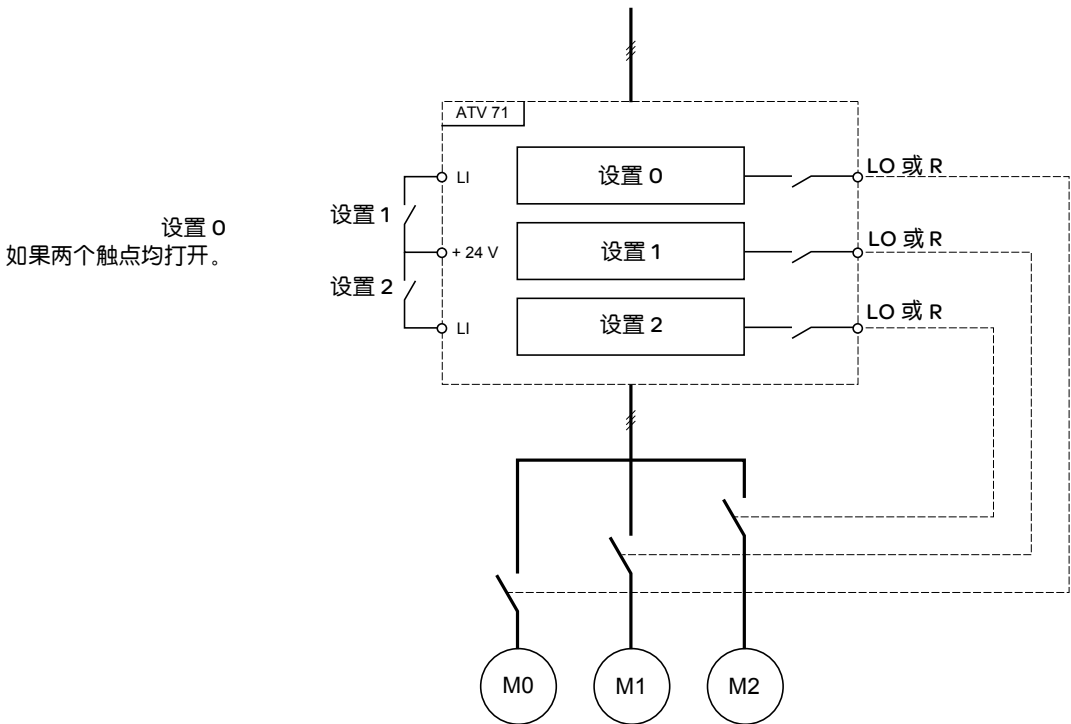 ATV 71
LI
设置 0
LO 或 R
设置 1
设置 0
如果两个触点均打开。
+ 24 V
设置 1
LO 或 R
设置 2
LI
设置 2
LO 或 R
M0
M1
M2